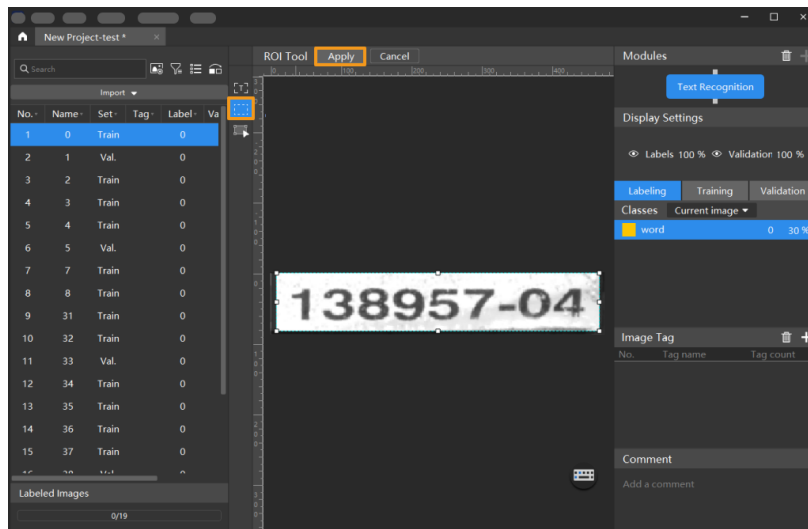 New Project-test *
ROI Tool Apply Cancel
Modules
Search
Import
No. Name Set Tag Label Va
1 0 Train 0
2 1 Val. 0
3 2 Train 0
4 3 Train 0
5 4 Train 0
6 5 Val. 0
7 7 Train 0
8 8 Train 0
9 31 Train 0
10 32 Train 0
11 33 Val. 0
12 34 Train 0
13 35 Train 0
14 36 Train 0
15 37 Train 0
Labeled Images
0/19
0 100 200 300 400
138957-04
Text Recognition
Display Settings
Labels 100 % Validation 100 %
Labeling Training Validation
Classes Current image
word 0 30 %
Image Tag
No. Tag name Tag count
Comment
Add a comment